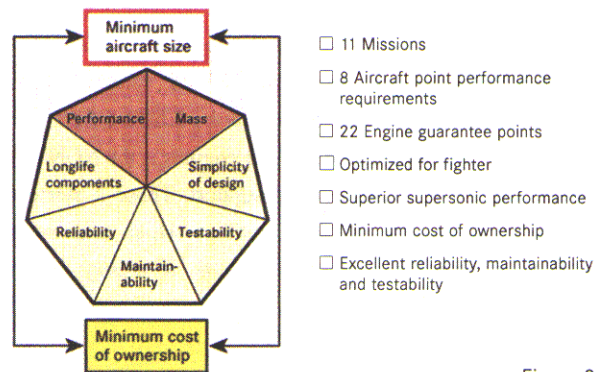 Minimum
aircraft size
Performance
Mass
Longlife
components
Simplicity
of design
Reliability
Testability
Maintain-
ability
Minimum cost
of ownership
11 Missions
8 Aircraft point performance
requirements
22 Engine guarantee points
Optimized for fighter
Superior supersonic performance
Minimum cost of ownership
Excellent reliability, maintainability
and testability